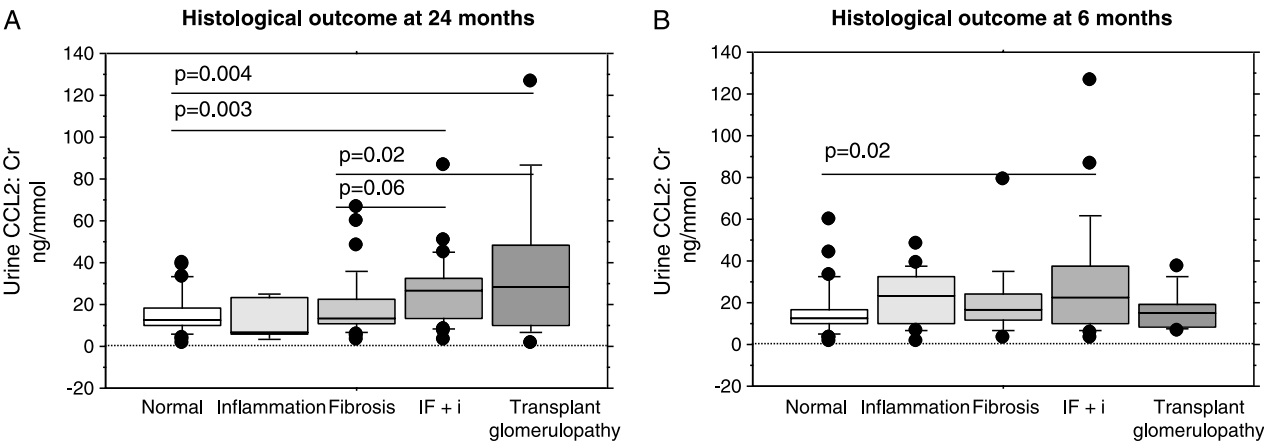 A
Histological outcome at 24 months
Urine CCL2: Cr
ng/mmol
140
120
100
80
60
40
20
0
-20
p=0.004
p=0.003
p=0.02
p=0.06
Normal
Inflammation
Fibrosis
IF + i
Transplant
glomerulopathy
B
Histological outcome at 6 months
Urine CCL2: Cr
ng/mmol
140
120
100
80
60
40
20
0
-20
p=0.02
Normal
Inflammation
Fibrosis
IF + i
Transplant
glomerulopathy